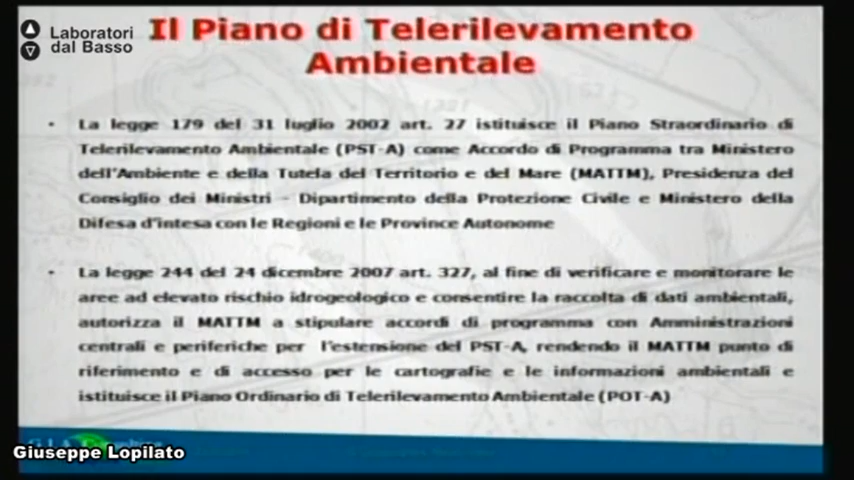 Laboratori
dal Basso
Il Piano di Telerilevamento
Ambientale
• La legge 179 del 31 luglio 2002 art. 27 istituisce il Piano Straordinario di
Telerilevamento Ambientale (PST-A) come Accordo di Programma tra Ministero
dell'Ambiente e della Tutela del Territorio e del Mare (MATTM), Presidenza del
Consiglio dei Ministri - Dipartimento della Protezione Civile e Ministero della
Difesa d'intesa con le Regioni e le Province Autonome
• La legge 244 del 24 dicembre 2007 art. 327, al fine di verificare e monitorare le
aree ad elevato rischio idrogeologico e consentire la raccolta di dati ambientali,
autorizza il MATTM a stipulare accordi di programma con Amministrazioni
centrali e periferiche per l'estensione del PST-A, rendendo il MATTM punto di
riferimento e di accesso per le cartografie e le informazioni ambientali e
istituisce il Piano Ordinario di Telerilevamento Ambientale (POT-A)
Giuseppe Lopilato